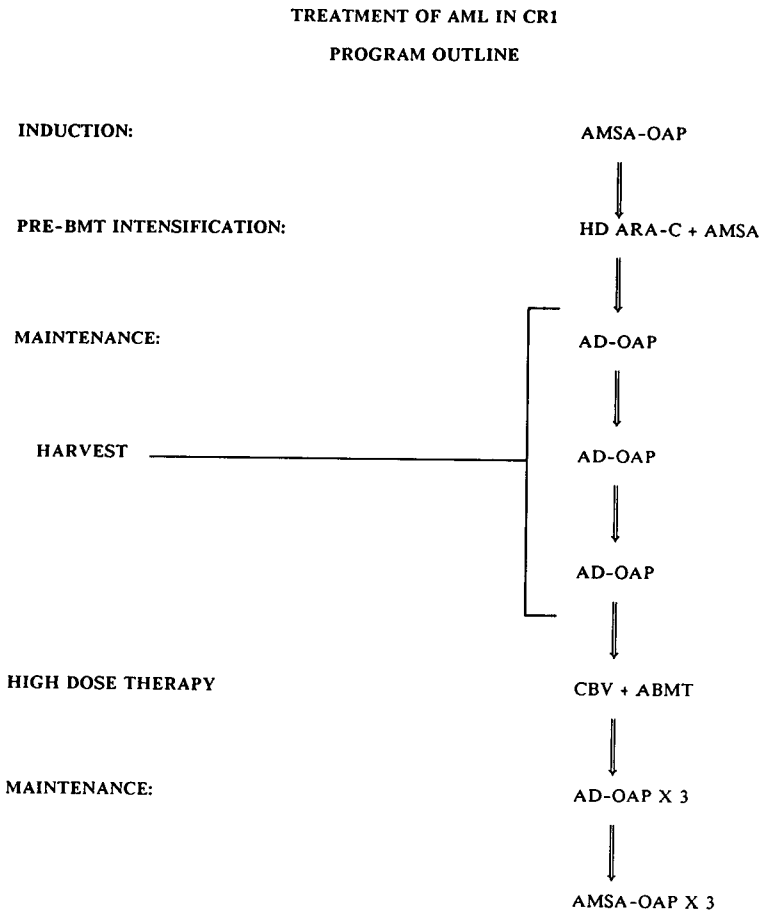 TREATMENT OF AML IN CR1
PROGRAM OUTLINE
INDUCTION:
AMSA-OAP
PRE-BMT INTENSIFICATION:
HD ARA-C + AMSA
MAINTENANCE:
AD-OAP
HARVEST
AD-OAP
AD-OAP
HIGH DOSE THERAPY
CBV + ABMT
MAINTENANCE:
AD-OAP X 3
AMSA-OAP X 3